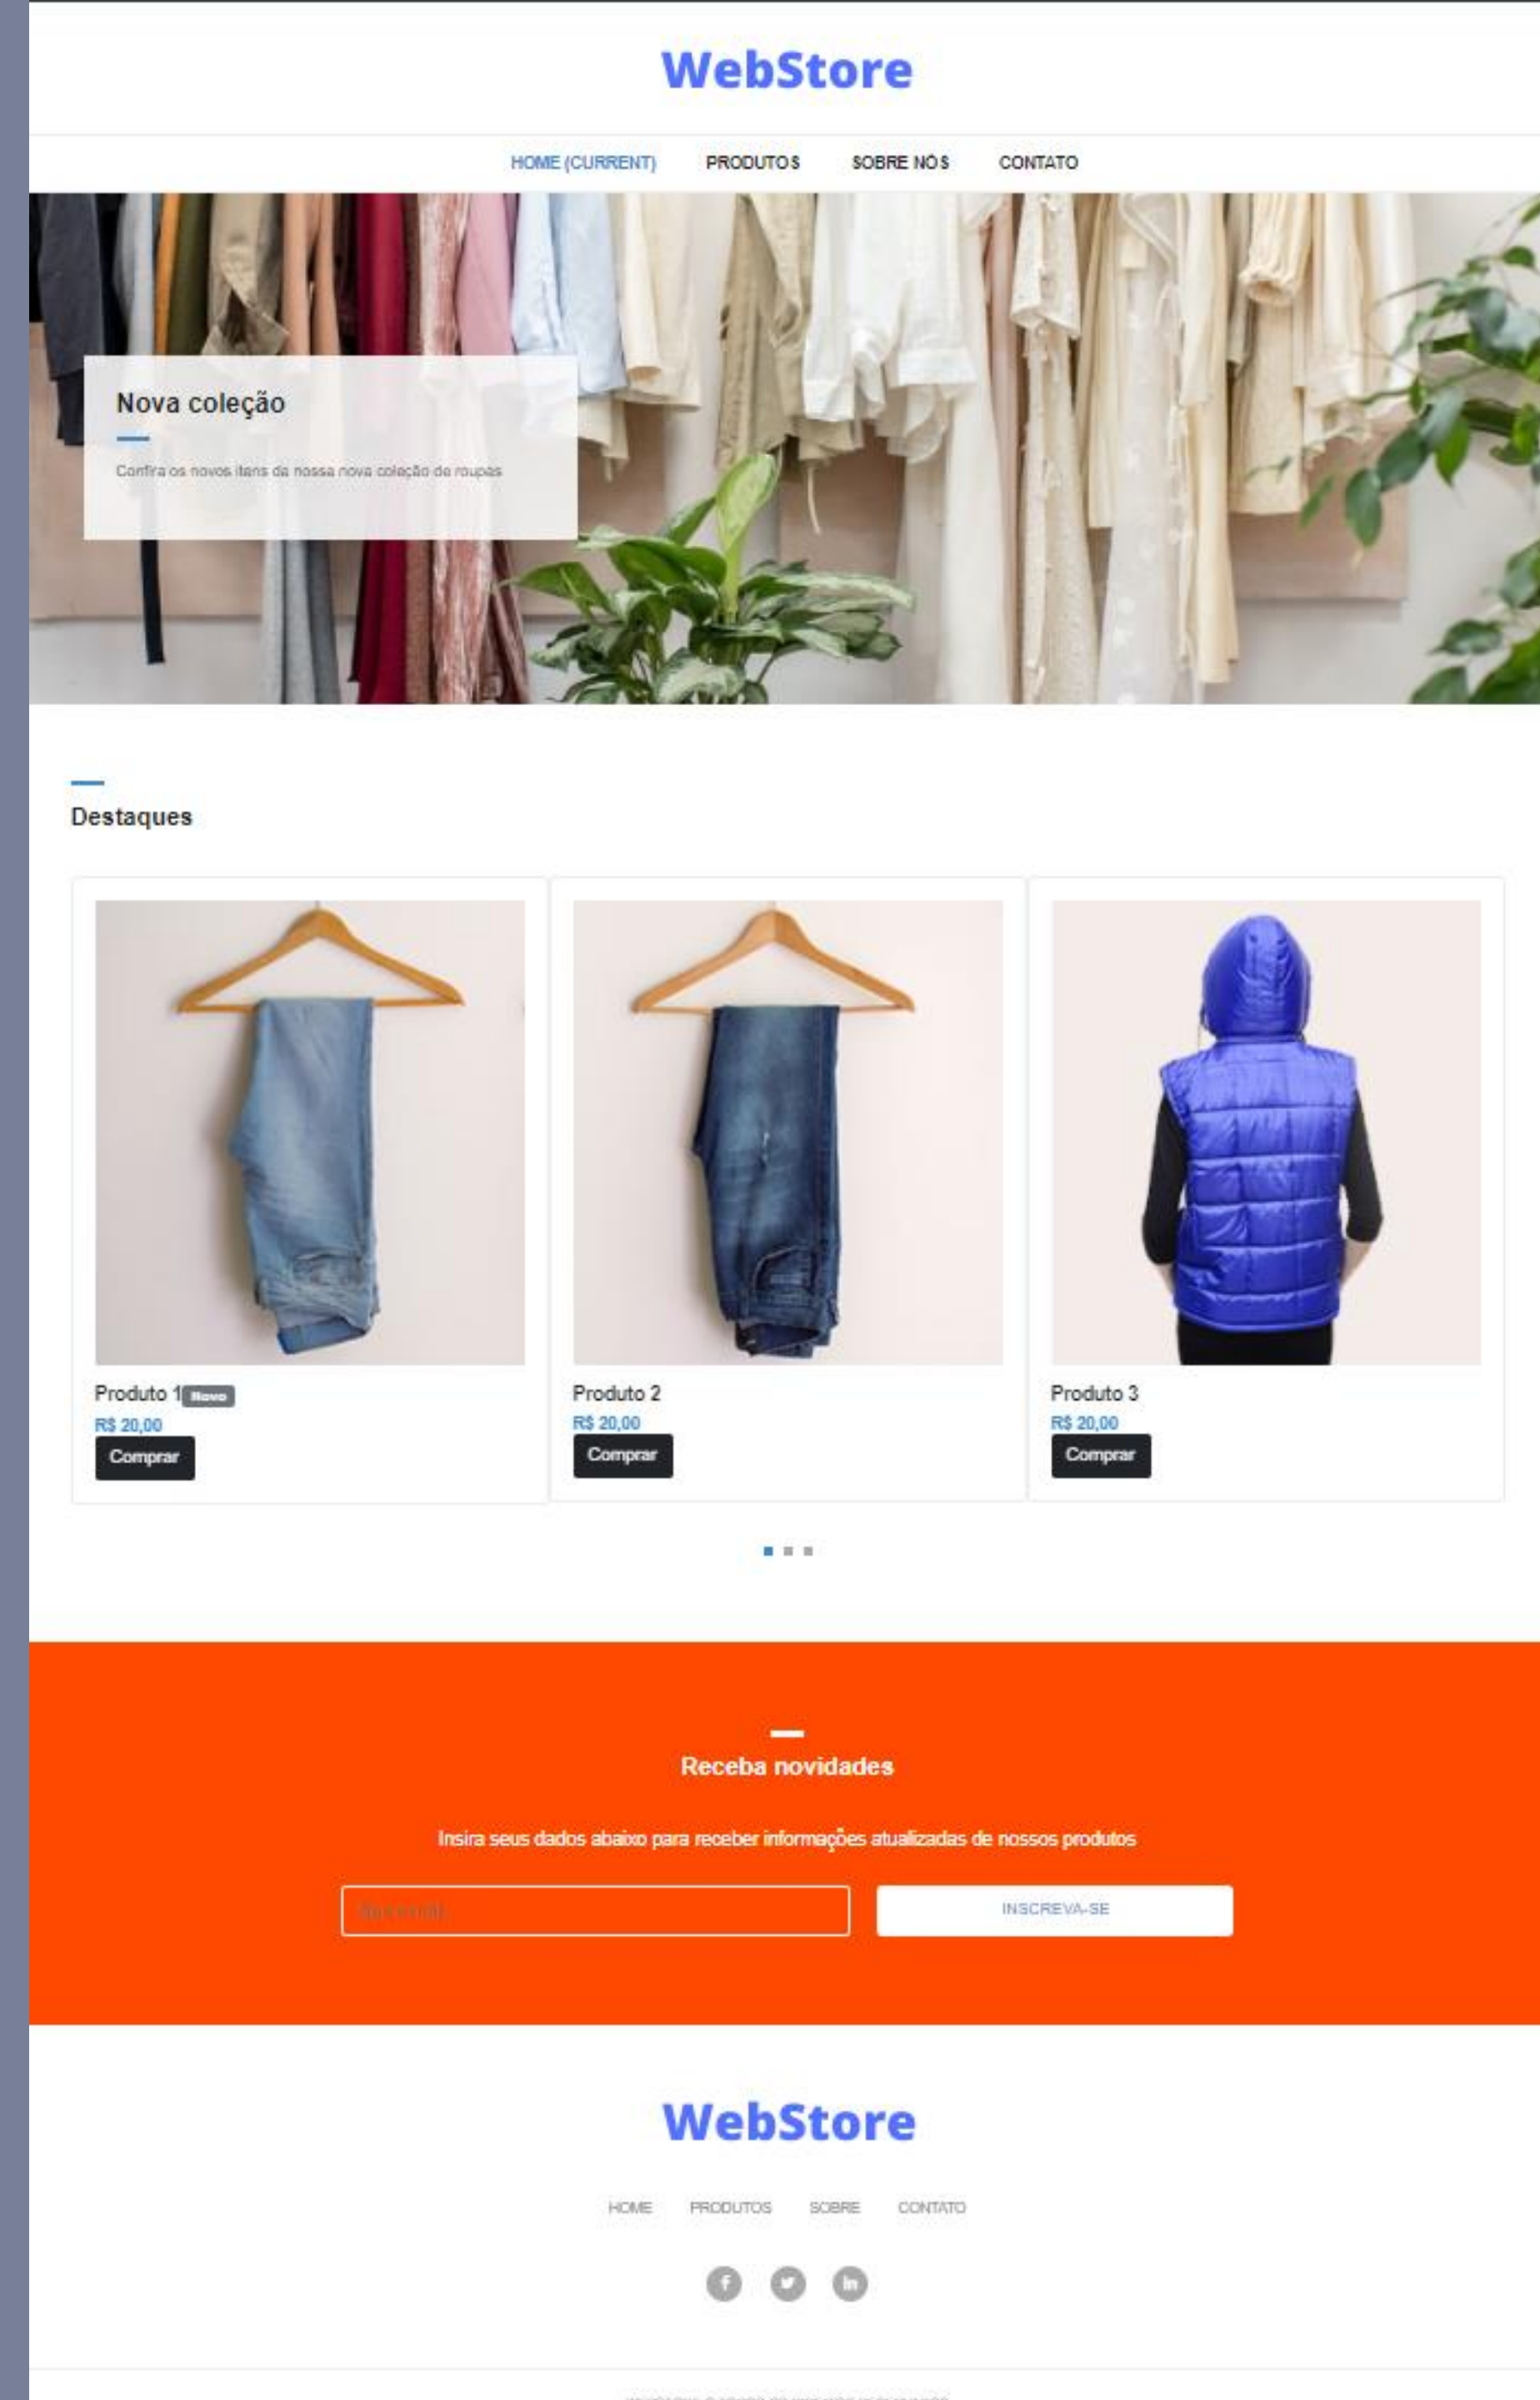 WebStore
HOME (CURRENT) PRODUTOS SOBRE NÓS CONTATO
Nova coleção
Confira os novos itens da nossa nova coleção de roupas
Destaques
Produto 1 Novo
R$ 20,00
Comprar
Produto 2
R$ 20,00
Comprar
Produto 3
R$ 20,00
Comprar
Receba novidades
Insira seus dados abaixo para receber informações atualizadas de nossos produtos
INSCREVA-SE
WebStore
HOME PRODUTOS SOBRE CONTATO
f in